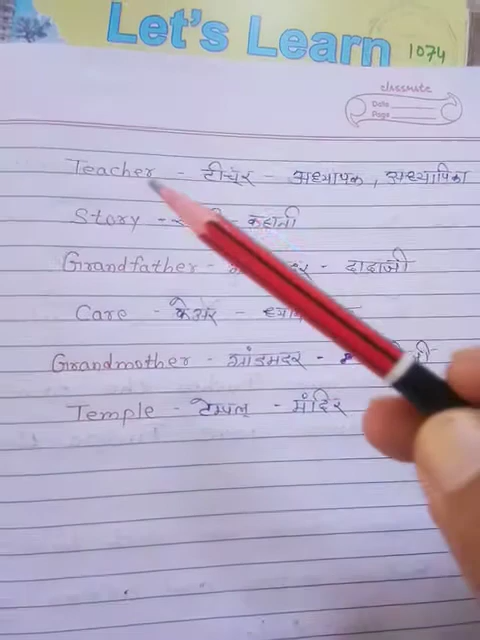 Let's Learn 1074
classmate
Date
Page
Teacher - टीचर - अध्यापक, अध्यापिका
Story - - कहानी
Grandfather - - दादाजी
Care - केअर -
Grandmother - ग्रांडमदर -
Temple - टेम्पल - मंदिर